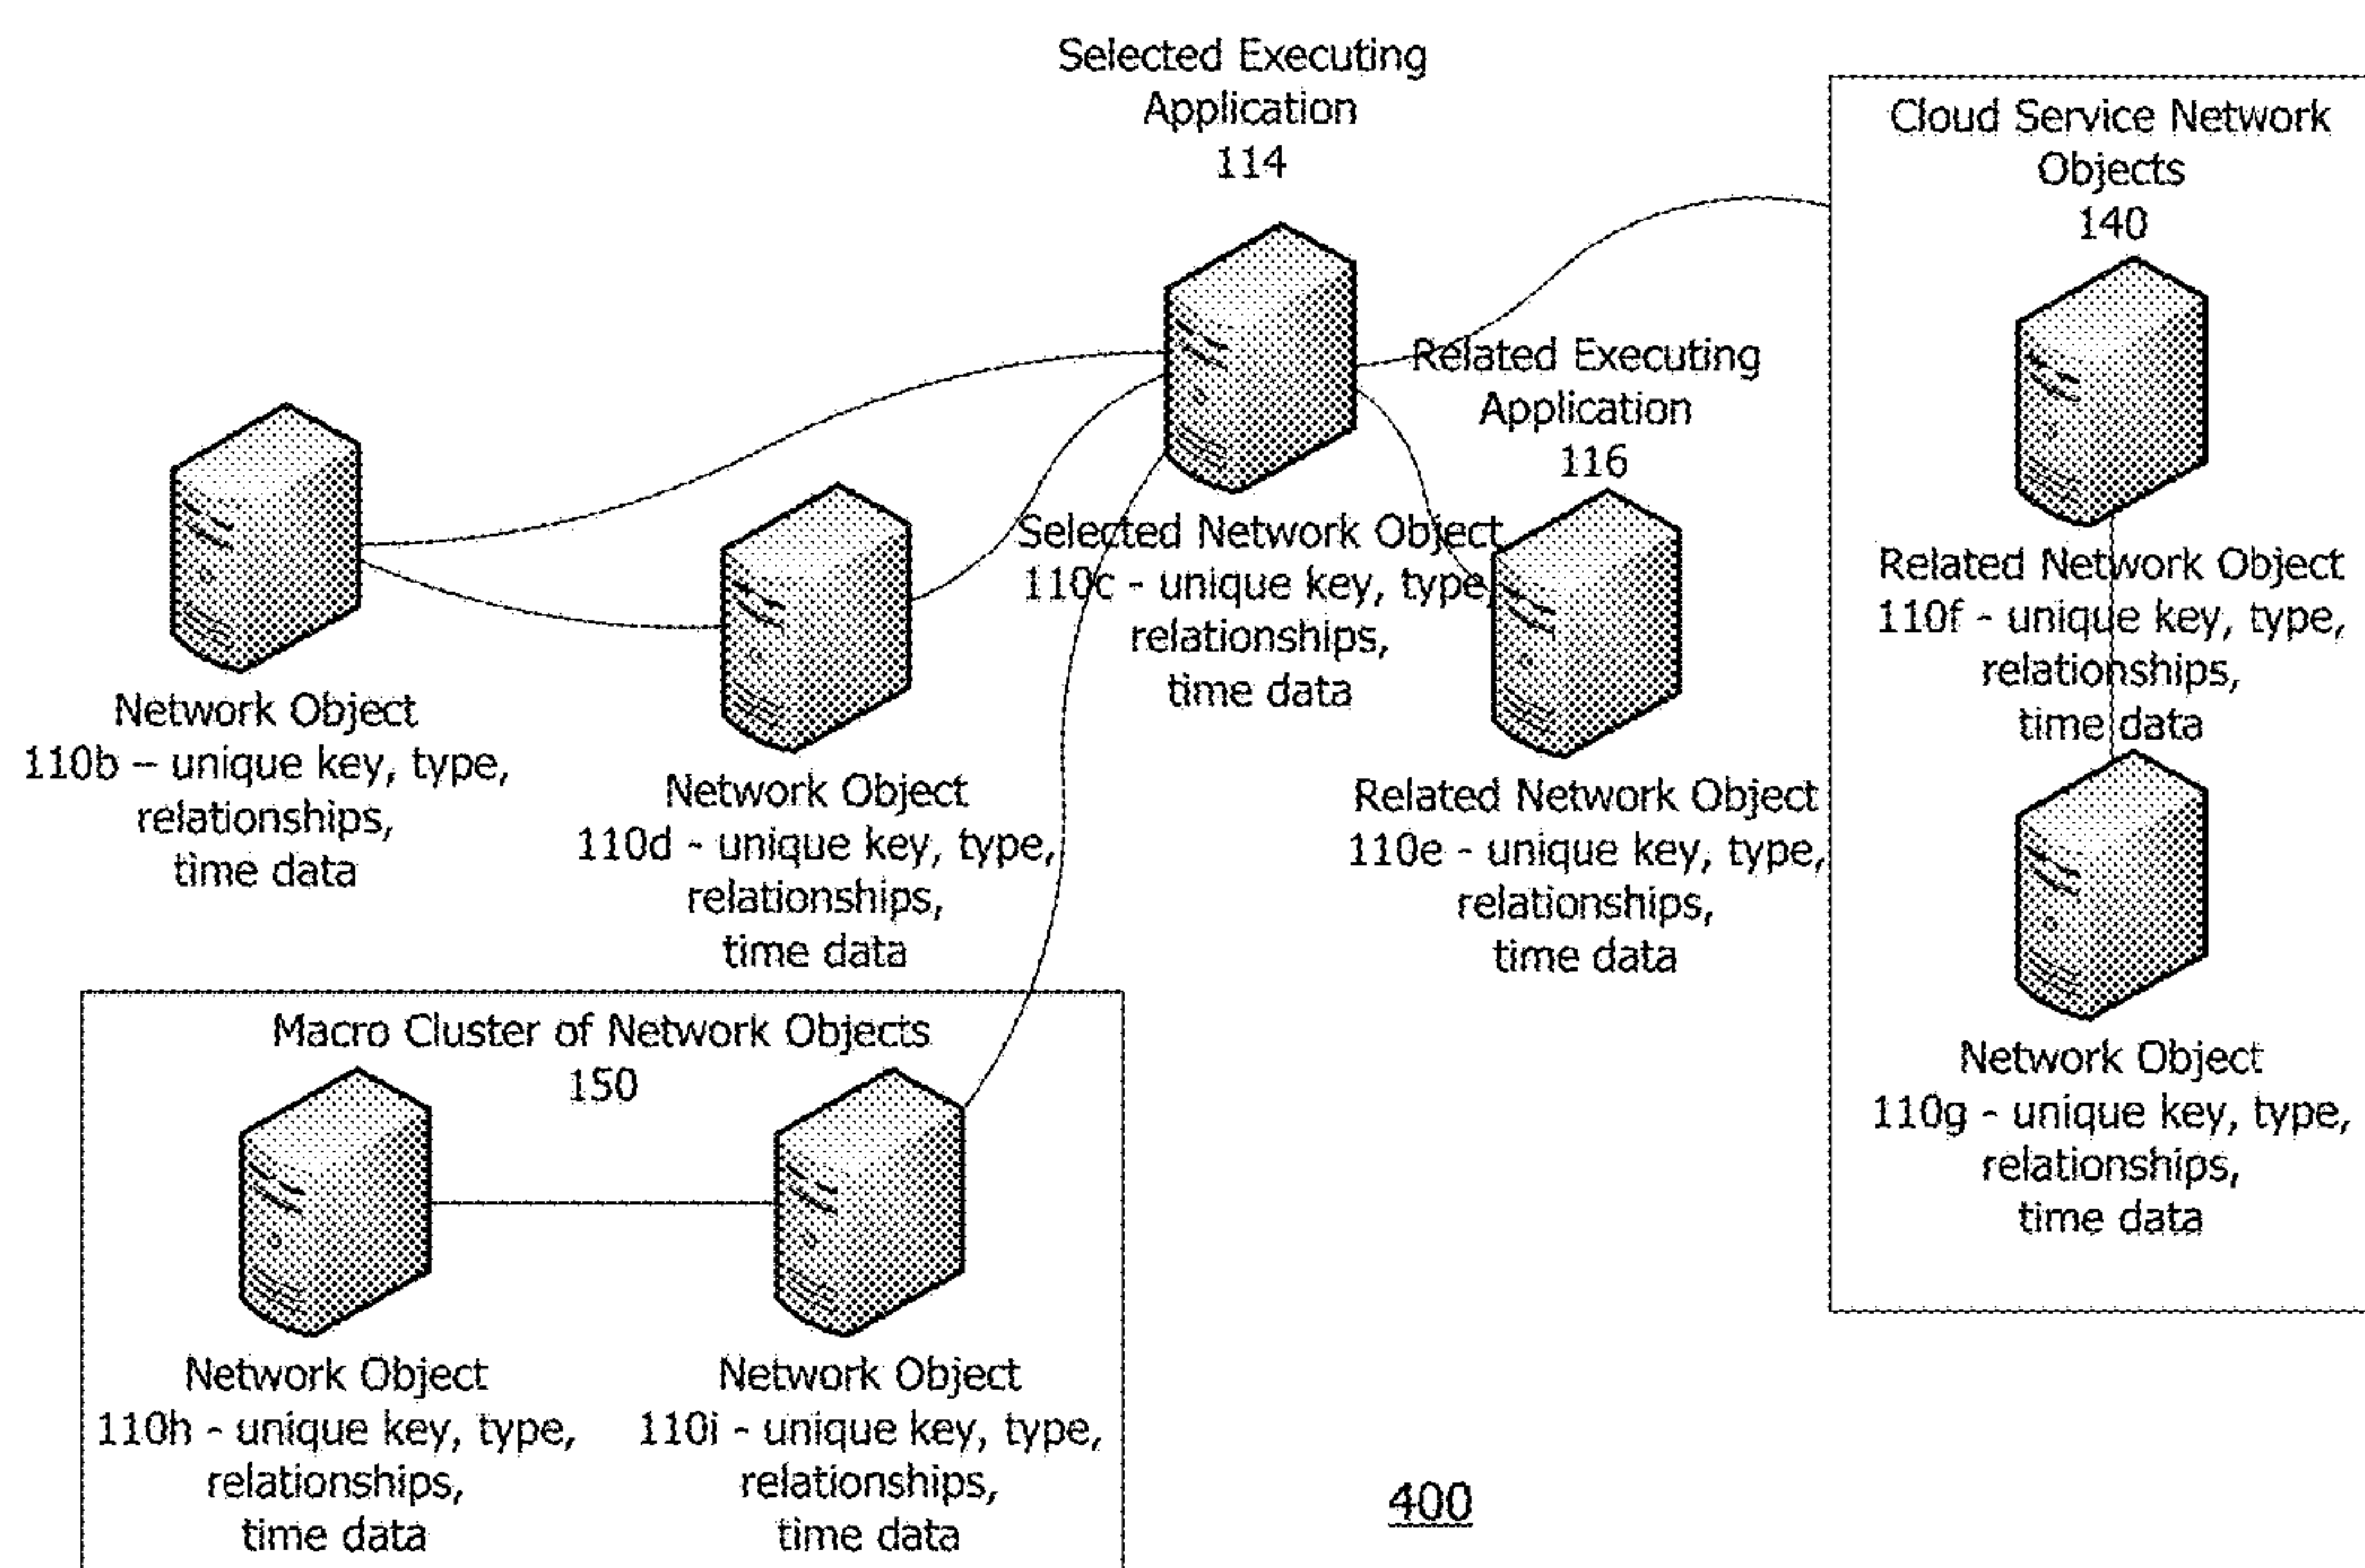 Selected Executing
Application
114
Cloud Service Network
Objects
140
Related Executing
Application
116
Selected Network Object
110c - unique key, type,
relationships,
time data
Related Network Object
110f - unique key, type,
relationships,
time data
Network Object
110b – unique key, type,
relationships,
time data
Network Object
110d - unique key, type,
relationships,
time data
Related Network Object
110e - unique key, type,
relationships,
time data
Network Object
110g - unique key, type,
relationships,
time data
Macro Cluster of Network Objects
150
Network Object
110h - unique key, type,
relationships,
time data
Network Object
110i - unique key, type,
relationships,
time data
400